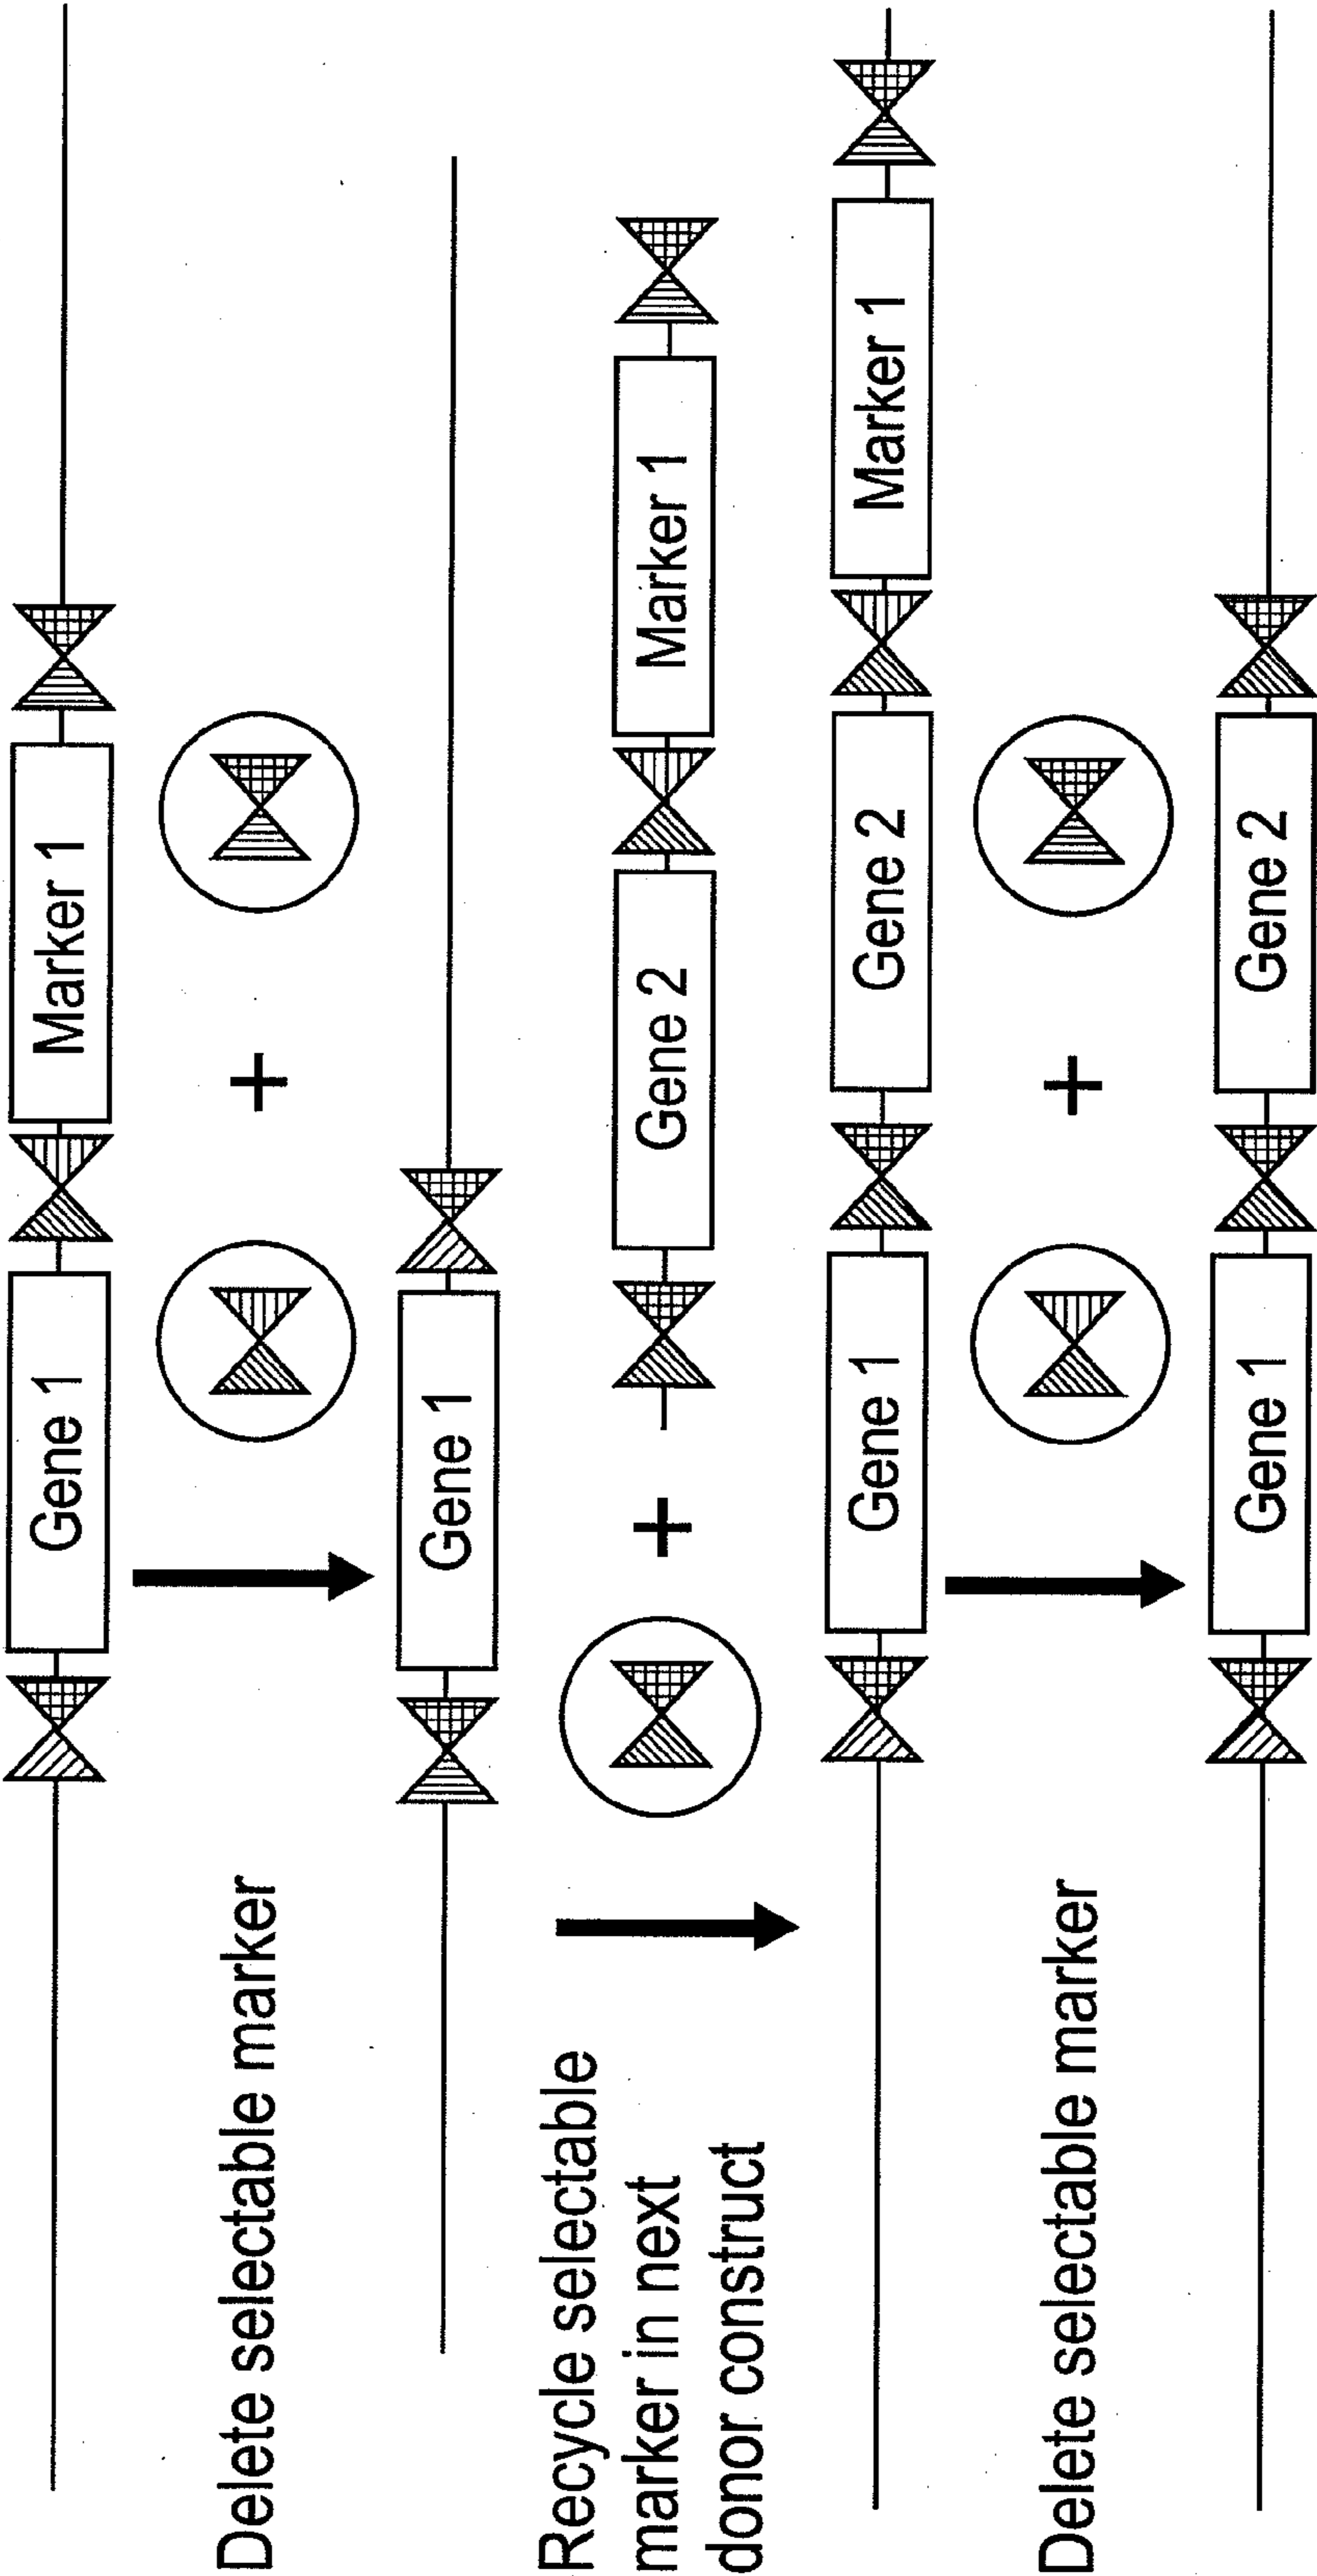 Gene 1
Marker 1
Delete selectable marker
+
Gene 1
Recycle selectable
marker in next
donor construct
+
Gene 2
Marker 1
Gene 1
Gene 2
Marker 1
Delete selectable marker
+
Gene 1
Gene 2